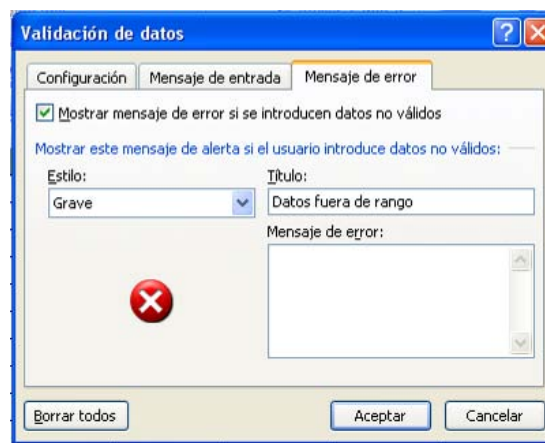 Validación de datos
Configuración Mensaje de entrada Mensaje de error
Mostrar mensaje de error si se introducen datos no válidos
Mostrar este mensaje de alerta si el usuario introduce datos no válidos:
Estilo: Título:
Grave Datos fuera de rango
Mensaje de error:
Borrar todos Aceptar Cancelar